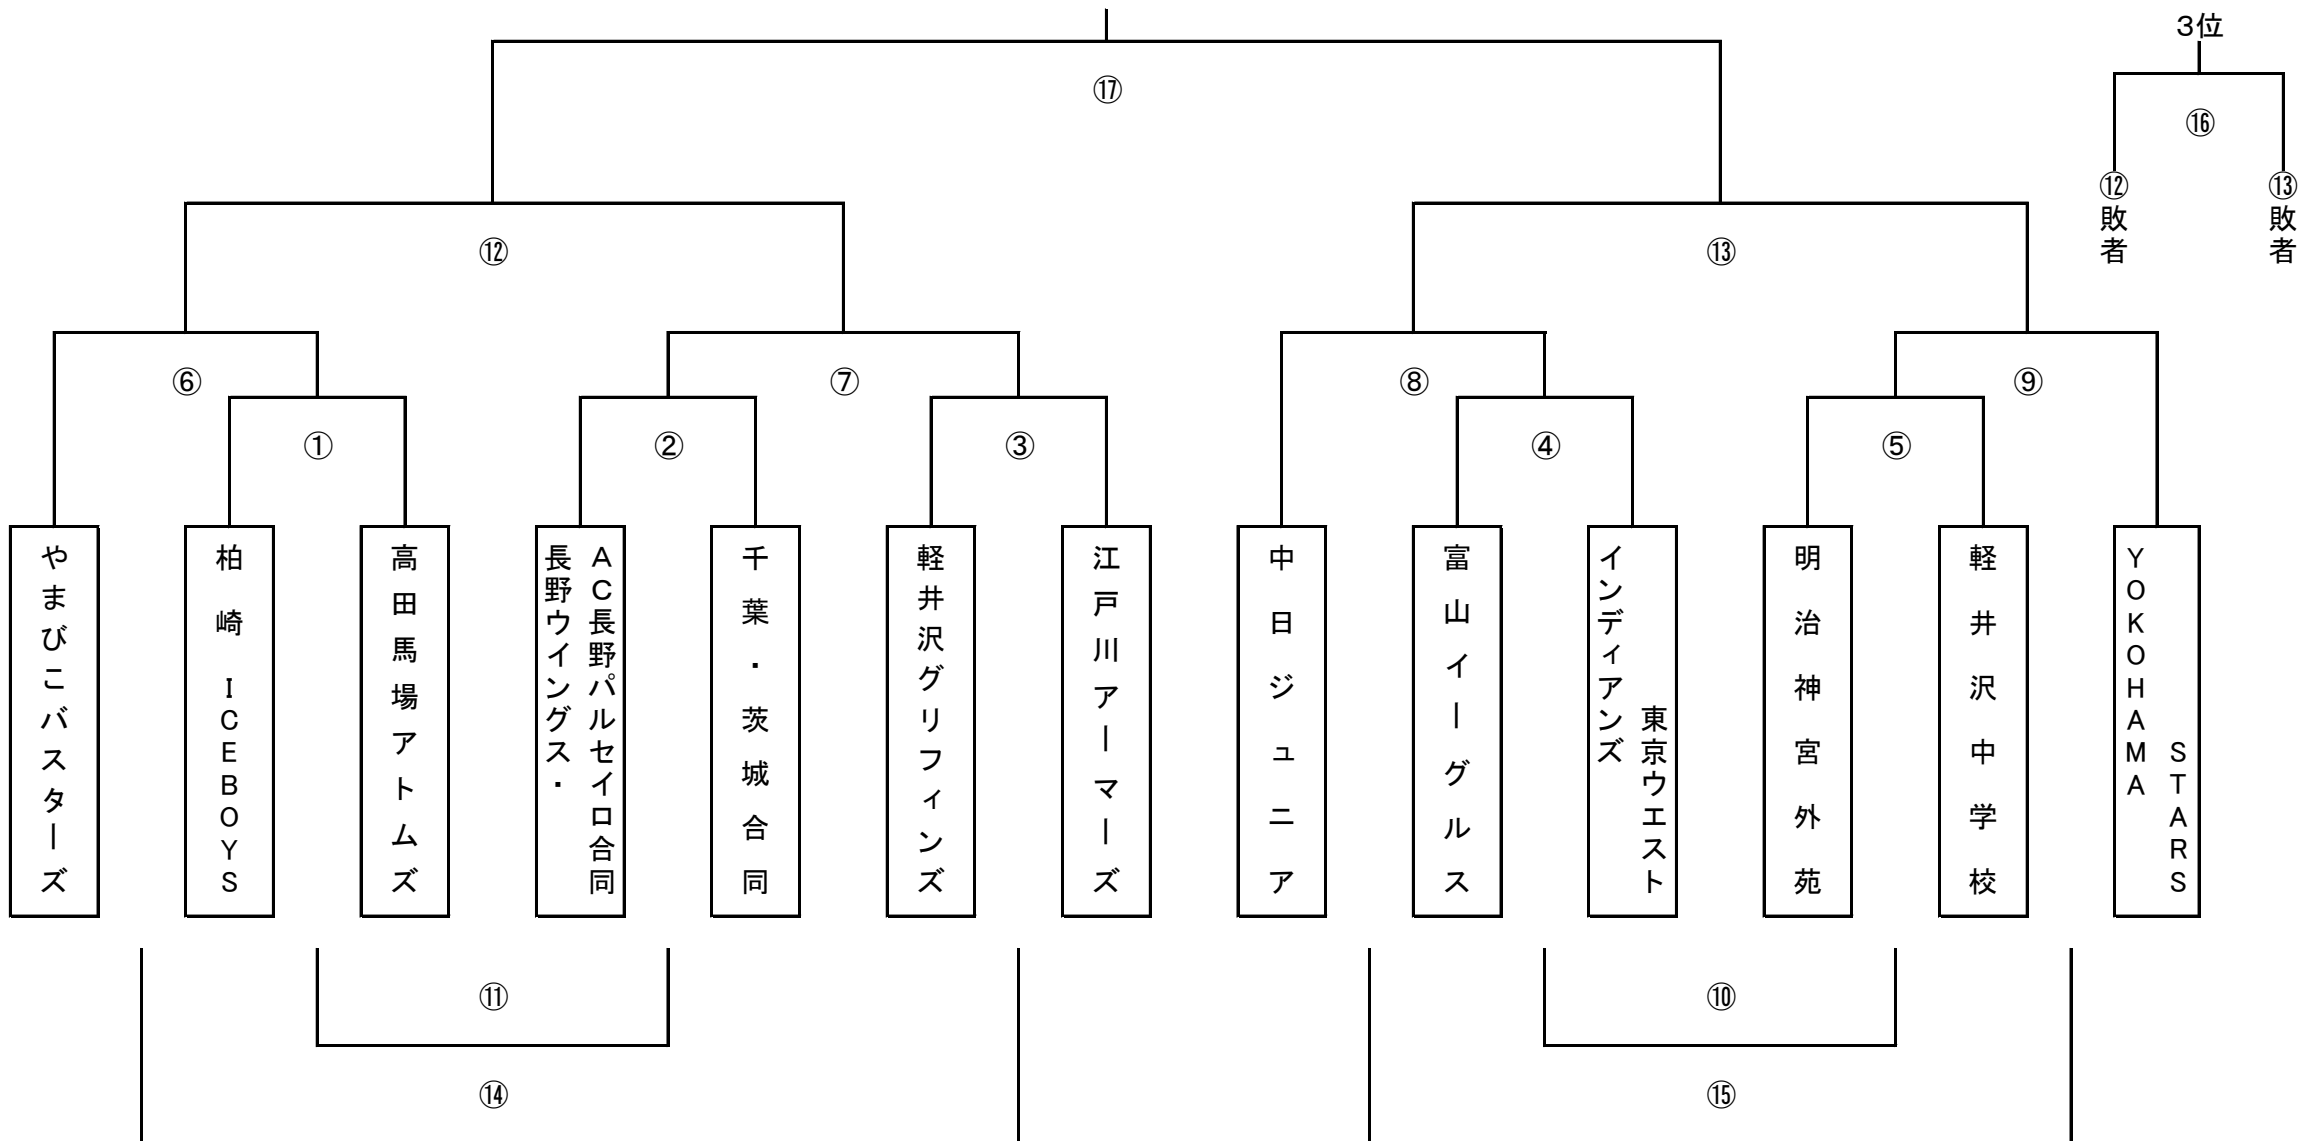 3位
⑰
⑯
⑫敗者
⑬敗者
⑫
⑬
⑥
⑦
⑧
⑨
①
②
③
④
⑤
やまびこバスターズ
柏崎 ICEBOYS
高田馬場アトムズ
長野ウイングス・
AC長野パルセイロ合同
千葉・茨城合同
軽井沢グリフィンズ
江戸川アーマーズ
中日ジュニア
富山イーグルス
東京ウエスト
インディアンズ
明治神宮外苑
軽井沢中学校
YOKOHAMA
STARS
⑪
⑩
⑭
⑮